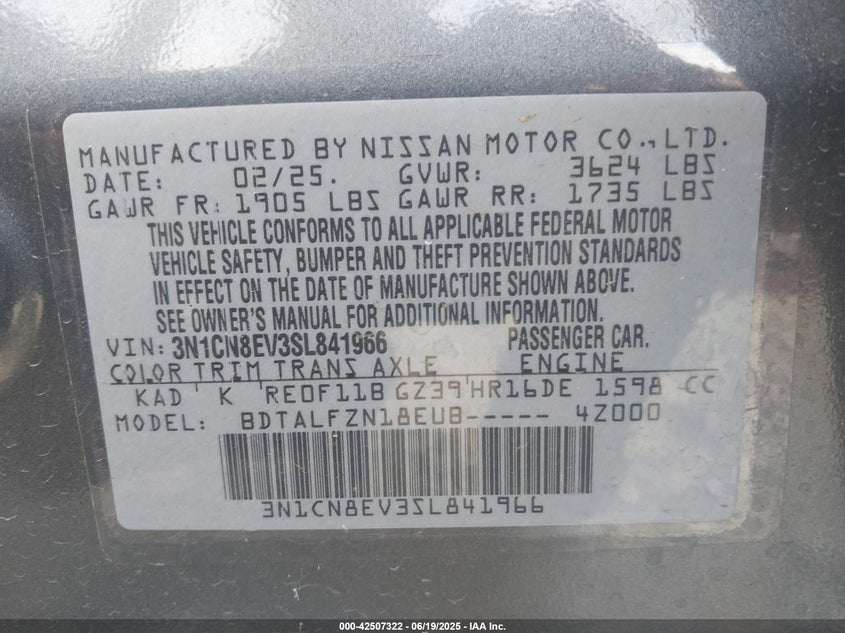 MANUFACTURED BY NISSAN MOTOR CO., LTD.
DATE: 02/25. GVWR: 3624 LBS
GAWR FR: 1905 LBS GAWR RR: 1735 LBS
THIS VEHICLE CONFORMS TO ALL APPLICABLE FEDERAL MOTOR
VEHICLE SAFETY, BUMPER AND THEFT PREVENTION STANDARDS
IN EFFECT ON THE DATE OF MANUFACTURE SHOWN ABOVE.
SEE OWNER'S MANUAL FOR ADDITIONAL INFORMATION.
VIN: 3N1CN8EV3SL841966 PASSENGER CAR.
COLOR TRIM TRANS AXLE ENGINE
KAD K RE0F11B GZ39 HR16DE 1598 CC
MODEL: BDTALFZN18EUB----- 4Z000
3N1CN8EV3SL841966
000-42507322 | 06/19/2025 | IAA Inc.